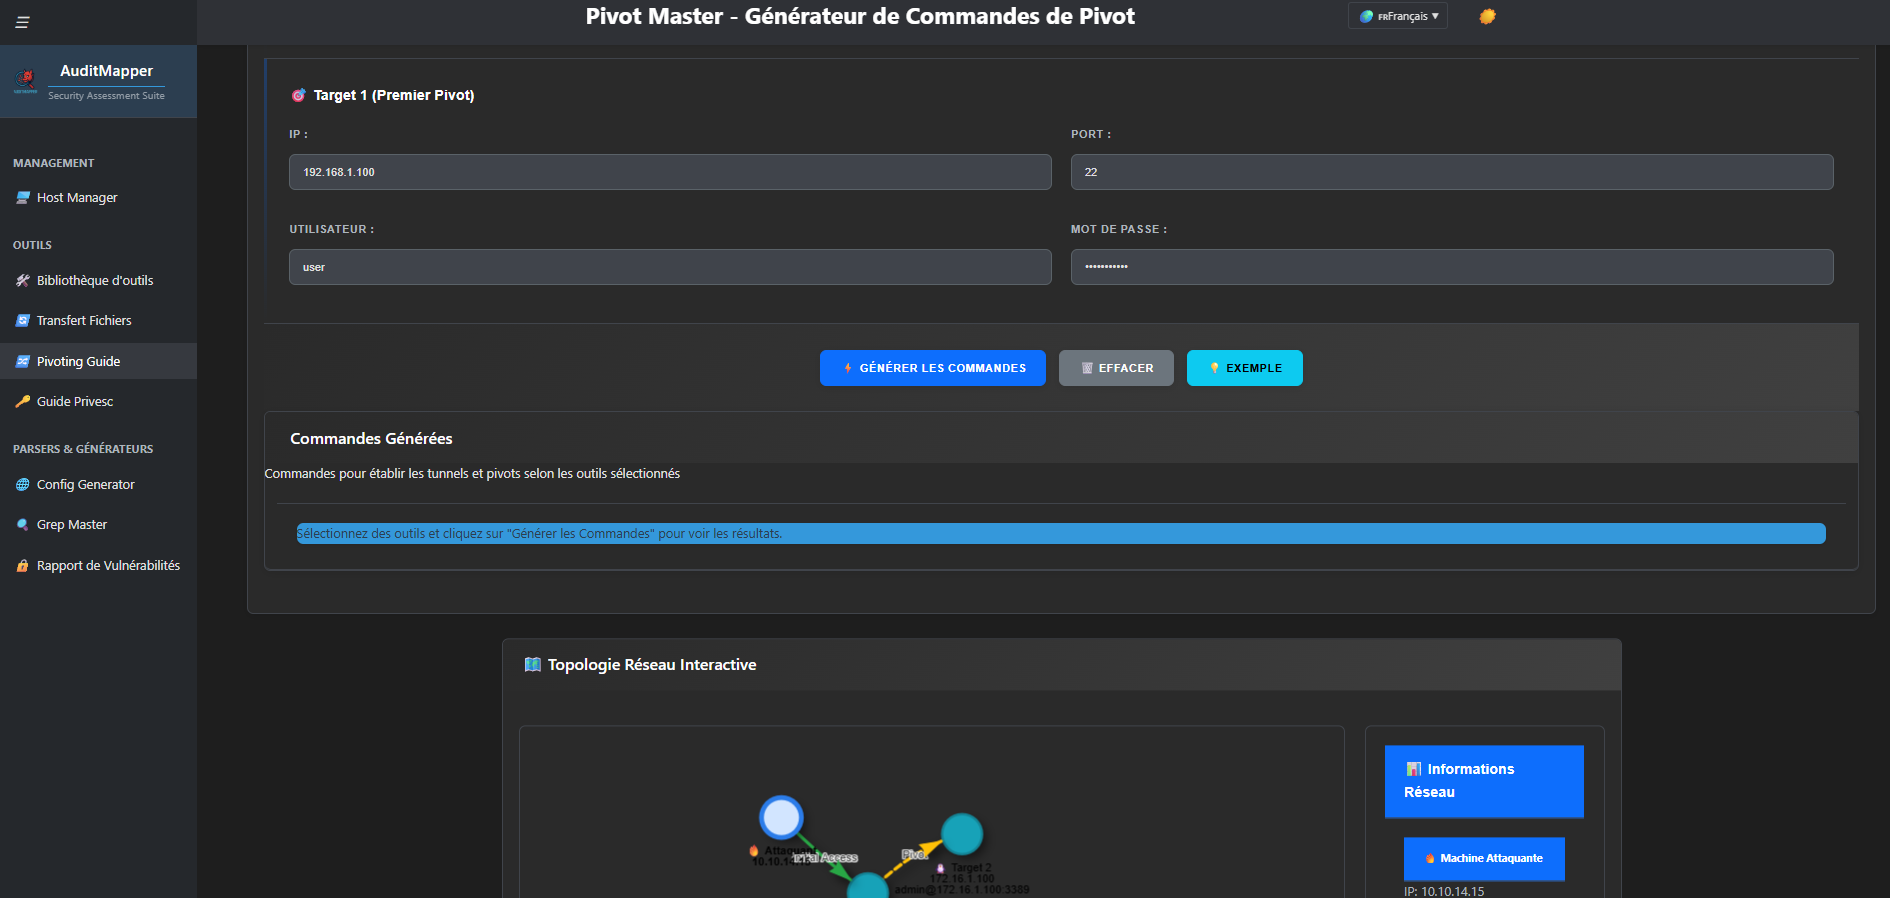 ☰
Pivot Master - Générateur de Commandes de Pivot
FRFrançais ▼
AuditMapper
Security Assessment Suite
MANAGEMENT
Host Manager
OUTILS
Bibliothèque d'outils
Transfert Fichiers
Pivoting Guide
Guide Privesc
PARSERS & GÉNÉRATEURS
Config Generator
Grep Master
Rapport de Vulnérabilités
Target 1 (Premier Pivot)
IP :
PORT :
192.168.1.100
22
UTILISATEUR :
MOT DE PASSE :
user
•••••••••••
GÉNÉRER LES COMMANDES
EFFACER
EXEMPLE
Commandes Générées
Commandes pour établir les tunnels et pivots selon les outils sélectionnés
Sélectionnez des outils et cliquez sur "Générer les Commandes" pour voir les résultats.
Topologie Réseau Interactive
Attaquant
Access
Pivot
Target 2
172.16.1.100
admin@172.16.1.100:3389
Informations
Réseau
Machine Attaquante
IP: 10.10.14.15